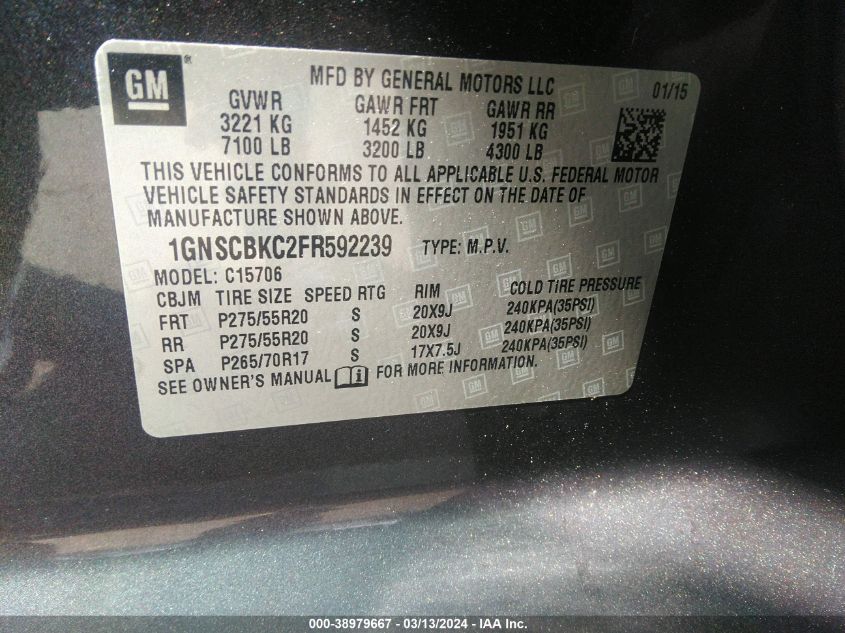 GM
MFD BY GENERAL MOTORS LLC 01/15
GVWR GAWR FRT GAWR RR
3221 KG 1452 KG 1951 KG
7100 LB 3200 LB 4300 LB
THIS VEHICLE CONFORMS TO ALL APPLICABLE U.S. FEDERAL MOTOR
VEHICLE SAFETY STANDARDS IN EFFECT ON THE DATE OF
MANUFACTURE SHOWN ABOVE.
1GNSCBKC2FR592239 TYPE: M.P.V.
MODEL: C15706
CBJM TIRE SIZE SPEED RTG RIM COLD TIRE PRESSURE
FRT P275/55R20 S 20X9J 240KPA(35PSI)
RR P275/55R20 S 20X9J 240KPA(35PSI)
SPA P265/70R17 S 17X7.5J 240KPA(35PSI)
SEE OWNER'S MANUAL FOR MORE INFORMATION.
000-38979667 - 03/13/2024 - IAA Inc.